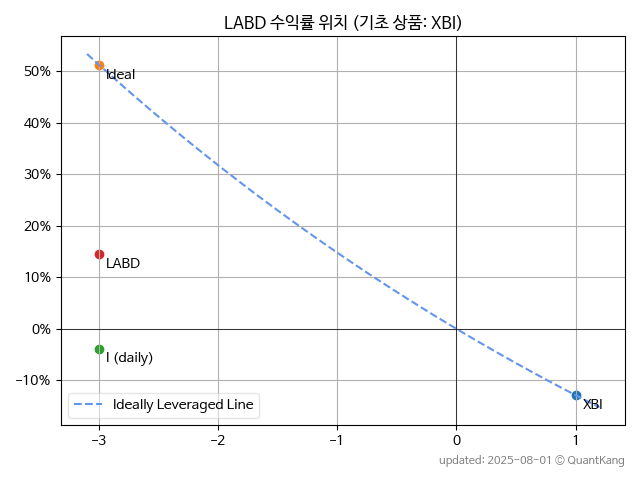 LABD 수익률 위치 (기초 상품: XBI)
50%
40%
30%
20%
10%
0%
−10%
Ideal
LABD
I (daily)
XBI
Ideally Leveraged Line
−3
−2
−1
0
1
updated: 2025-08-01 © QuantKang